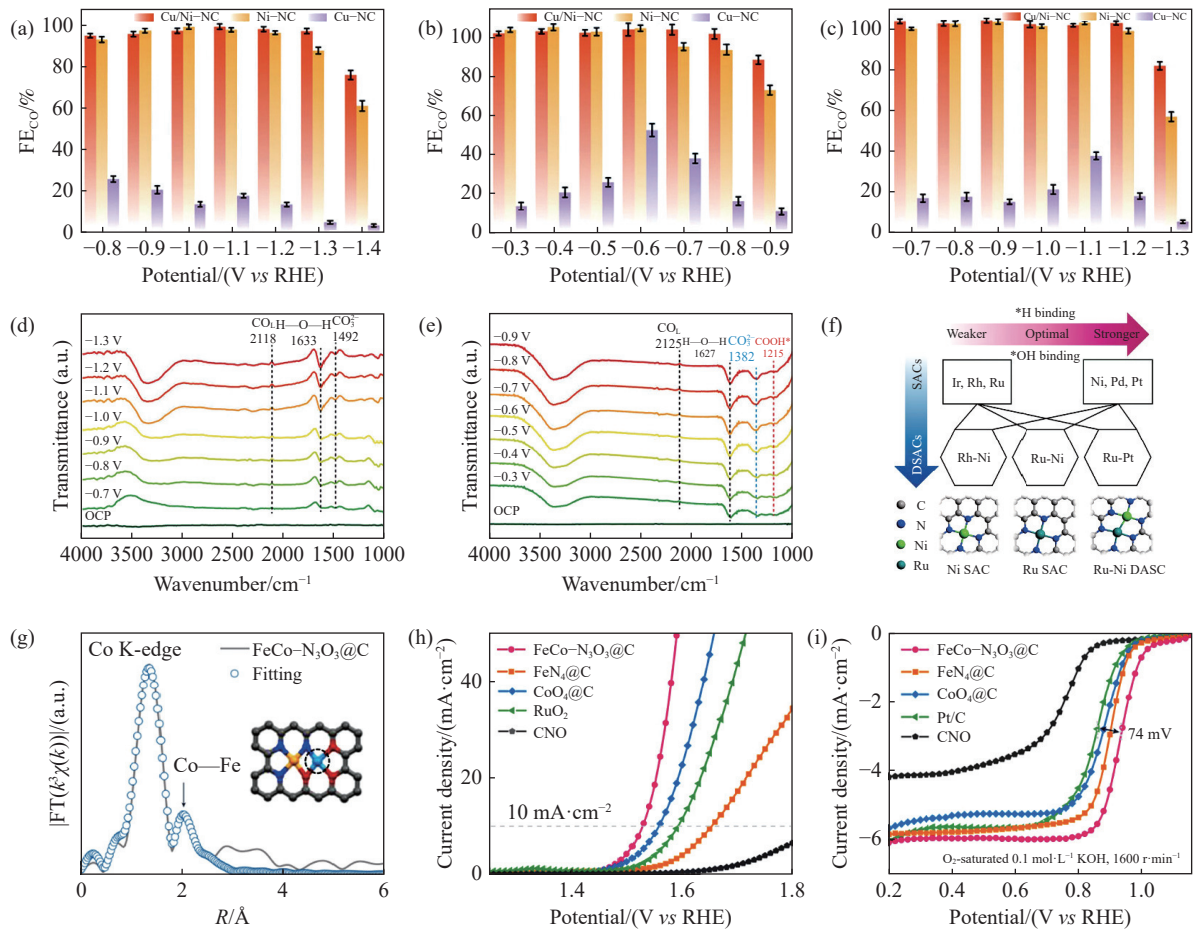 (a)
Cu/Ni−NC Ni−NC Cu−NC
100
80
60
40
20
0
FE_CO/%
−0.8 −0.9 −1.0 −1.1 −1.2 −1.3 −1.4
Potential/(V vs RHE)
(b)
Cu/Ni−NC Ni−NC Cu−NC
100
80
60
40
20
0
FE_CO/%
−0.3 −0.4 −0.5 −0.6 −0.7 −0.8 −0.9
Potential/(V vs RHE)
(c)
Cu/Ni−NC Ni−NC Cu−NC
100
80
60
40
20
0
FE_CO/%
−0.7 −0.8 −0.9 −1.0 −1.1 −1.2 −1.3
Potential/(V vs RHE)
(d)
CO_L H—O—H CO₃²⁻
2118 1633 1492
−1.3 V
−1.2 V
−1.1 V
−1.0 V
−0.9 V
−0.8 V
−0.7 V
OCP
Transmittance (a.u.)
4000 3500 3000 2500 2000 1500 1000
Wavenumber/cm⁻¹
(e)
CO_L H—O—H CO₃²⁻ COOH*
2125 1627 1382 1215
−0.9 V
−0.8 V
−0.7 V
−0.6 V
−0.5 V
−0.4 V
−0.3 V
OCP
Transmittance (a.u.)
4000 3500 3000 2500 2000 1500 1000
Wavenumber/cm⁻¹
(f)
*H binding
Weaker Optimal Stronger
*OH binding
SACs
DSACs
Ir, Rh, Ru
Ni, Pd, Pt
Rh-Ni
Ru-Ni
Ru-Pt
C
N
Ni
Ru
Ni SAC Ru SAC Ru-Ni DASC
(g)
Co K-edge
FeCo−N₃O₃@C
Fitting
Co—Fe
|FT(k³χ(k))|/(a.u.)
0 2 4 6
R/Å
(h)
FeCo−N₃O₃@C
FeN₄@C
CoO₄@C
RuO₂
CNO
10 mA·cm⁻²
40
20
0
Current density/(mA·cm⁻²)
1.4 1.6 1.8
Potential/(V vs RHE)
(i)
FeCo−N₃O₃@C
FeN₄@C
CoO₄@C
Pt/C
CNO
74 mV
O₂-saturated 0.1 mol·L⁻¹ KOH, 1600 r·min⁻¹
0
−2
−4
−6
Current density/(mA·cm⁻²)
0.2 0.4 0.6 0.8 1.0
Potential/(V vs RHE)